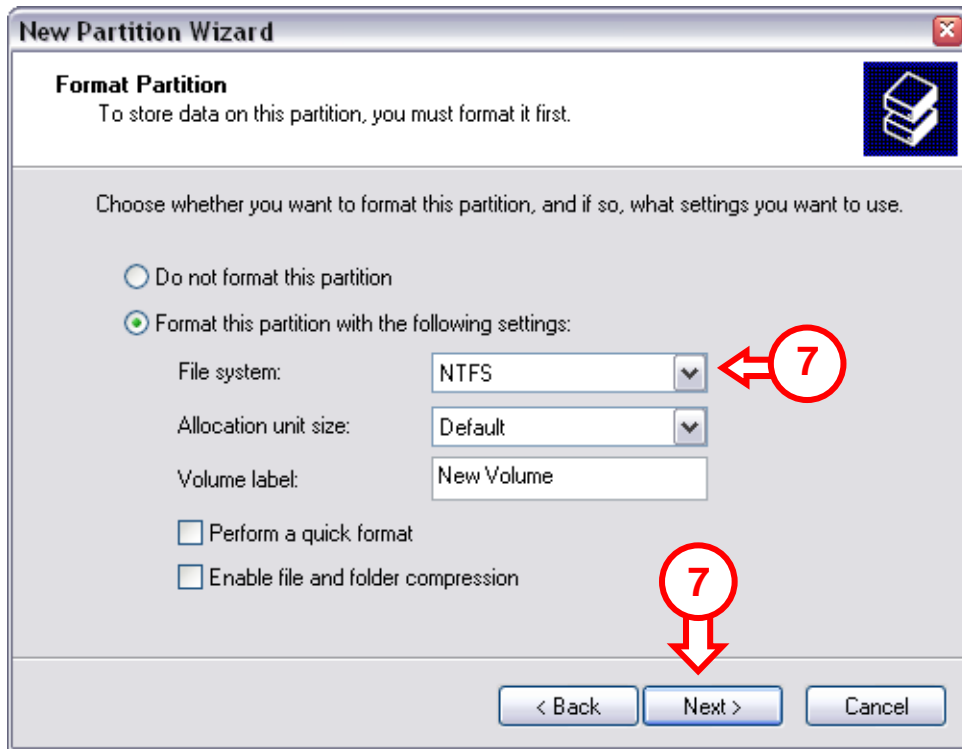 New Partition Wizard
Format Partition
To store data on this partition, you must format it first.
Choose whether you want to format this partition, and if so, what settings you want to use.
Do not format this partition
Format this partition with the following settings:
File system: NTFS 7
Allocation unit size: Default
Volume label: New Volume
Perform a quick format
Enable file and folder compression
7
< Back Next > Cancel